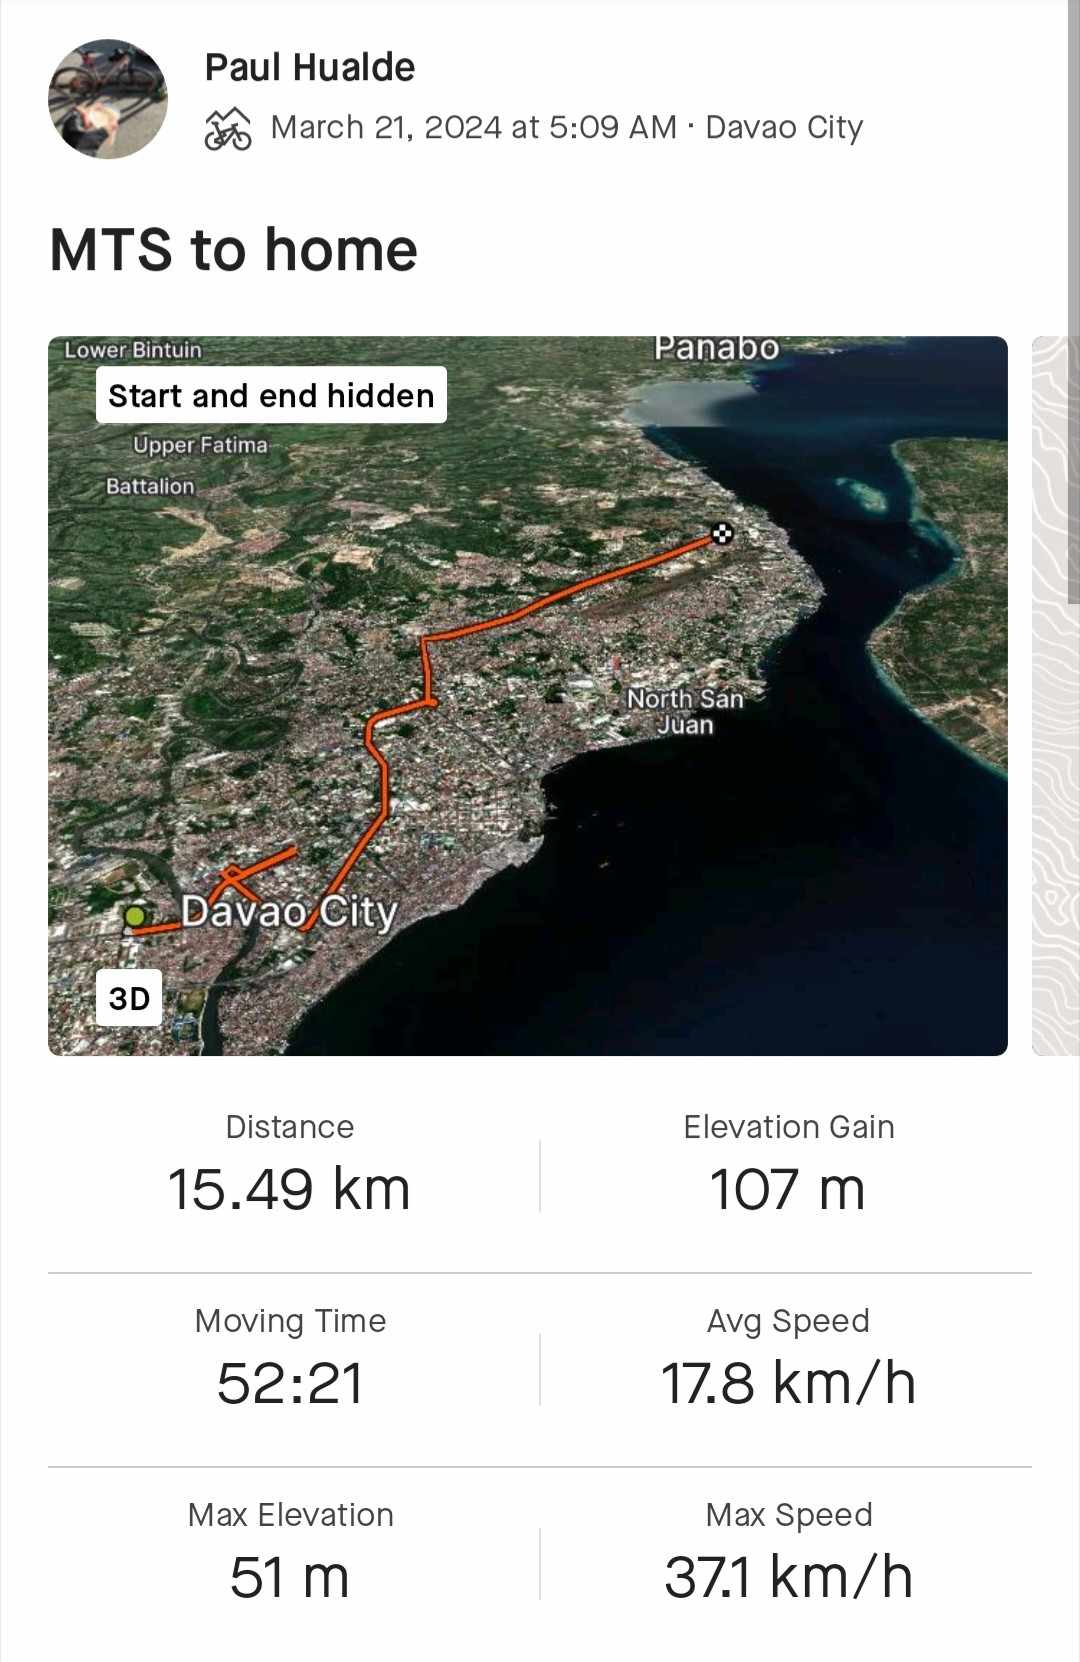 Paul Hualde
March 21, 2024 at 5:09 AM · Davao City
MTS to home
Lower Bintuin
Panabo
Start and end hidden
Upper Fatima
Battalion
North San
Juan
Davao City
3D
Distance
15.49 km
Elevation Gain
107 m
Moving Time
52:21
Avg Speed
17.8 km/h
Max Elevation
51 m
Max Speed
37.1 km/h